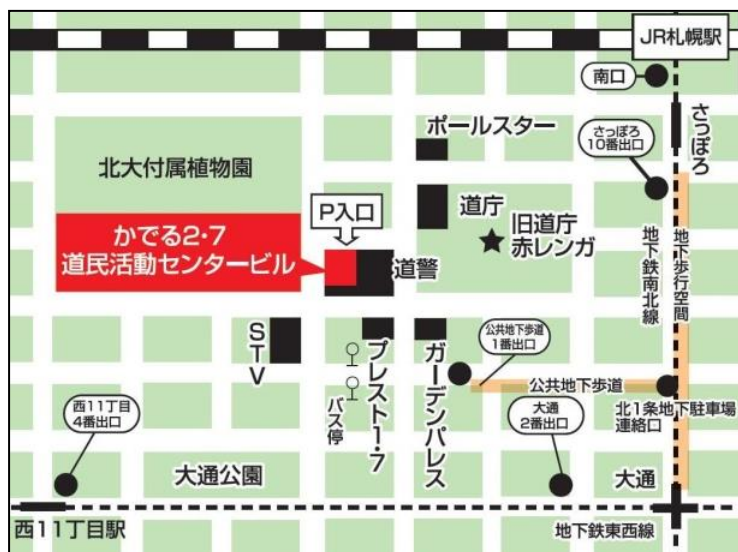 JR札幌駅
南口
さっぽろ
さっぽろ
10番出口
ポールスター
北大付属植物園
P入口
道庁
旧道庁
赤レンガ
かでる2・7
道民活動センタービル
道警
地下鉄南北線
地下歩行空間
STV
プレスト1・7
ガーデンパレス
公共地下歩道
1番出口
公共地下歩道
バス停
西11丁目
4番出口
大通
2番出口
北1条地下駐車場
連絡口
大通公園
大通
西11丁目駅
地下鉄東西線